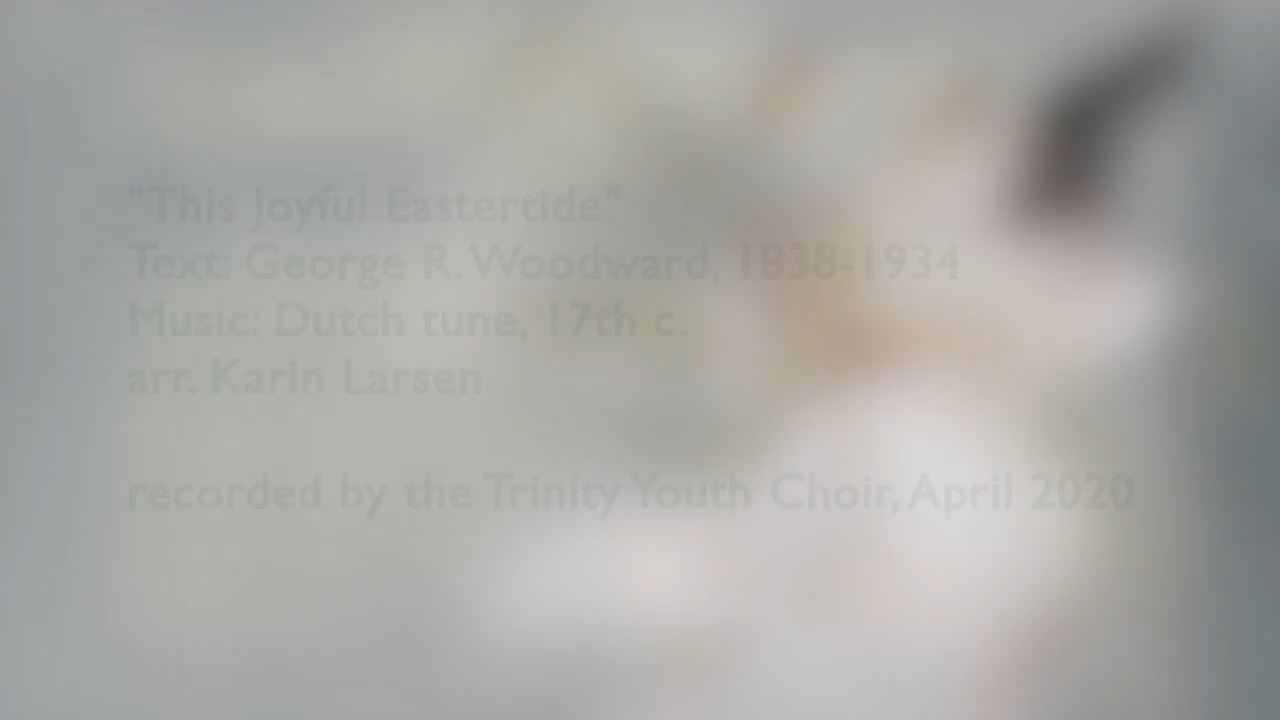 "This Joyful Eastertide"
Text: George R. Woodward, 1838-1934
Music: Dutch tune, 17th c.
arr. Karin Larsen
recorded by the Trinity Youth Choir, April 2020